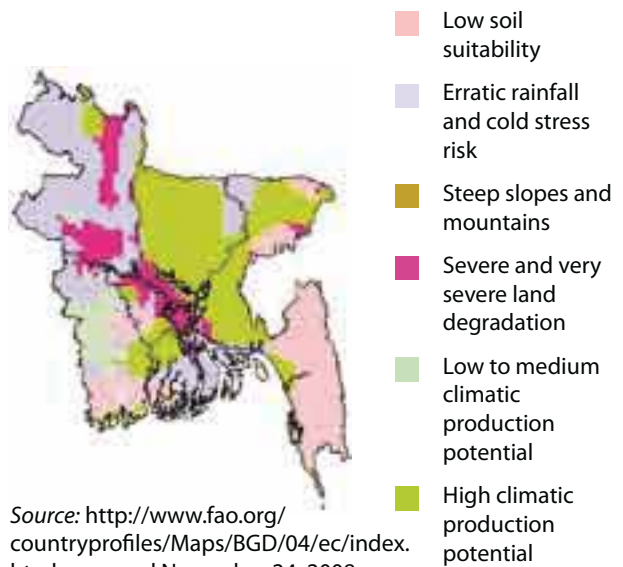 Low soil
suitability
Erratic rainfall
and cold stress
risk
Steep slopes and
mountains
Severe and very
severe land
degradation
Low to medium
climatic
production
potential
High climatic
production
potential
Source: http://www.fao.org/
countryprofiles/Maps/BGD/04/ec/index.